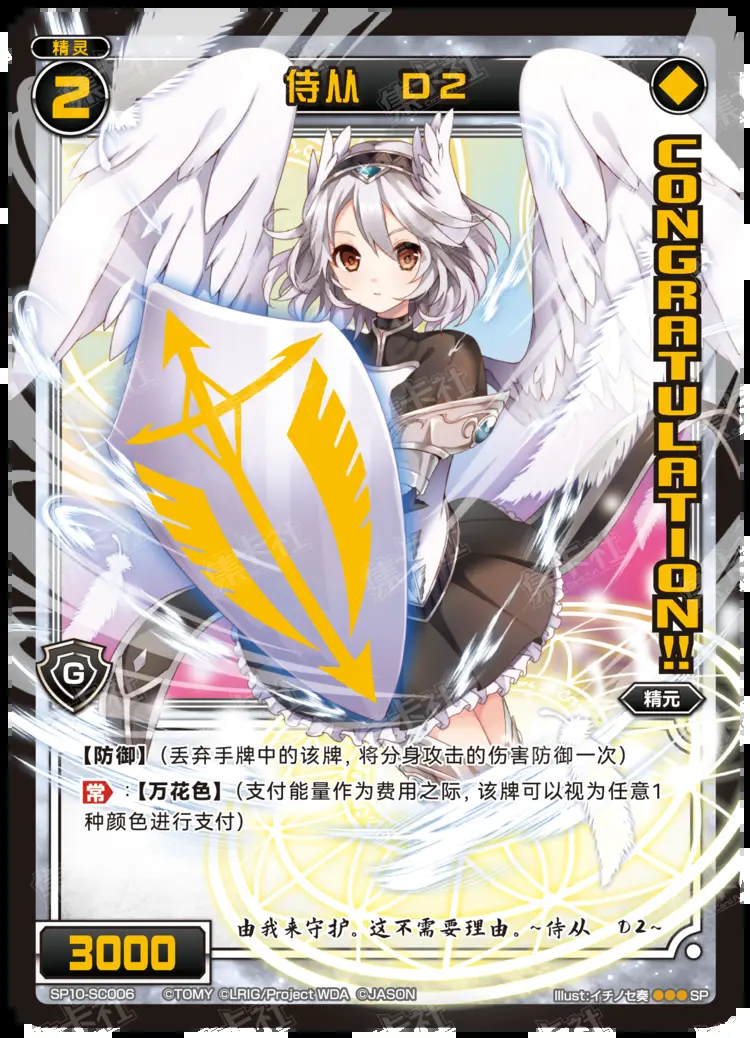 精灵
2
侍从 D2
CONGRATULATION!!
G
精元
【防御】（丢弃手牌中的该牌，将分身攻击的伤害防御一次）
常：【万花色】（支付能量作为费用之际，该牌可以视为任意1
种颜色进行支付）
由我来守护。这不需要理由。~侍从 D2~
3000
SP10-SC006 ©TOMY ©LRIG/Project WDA ©JASON
Illust:イチノセ奏 SP
集卡社